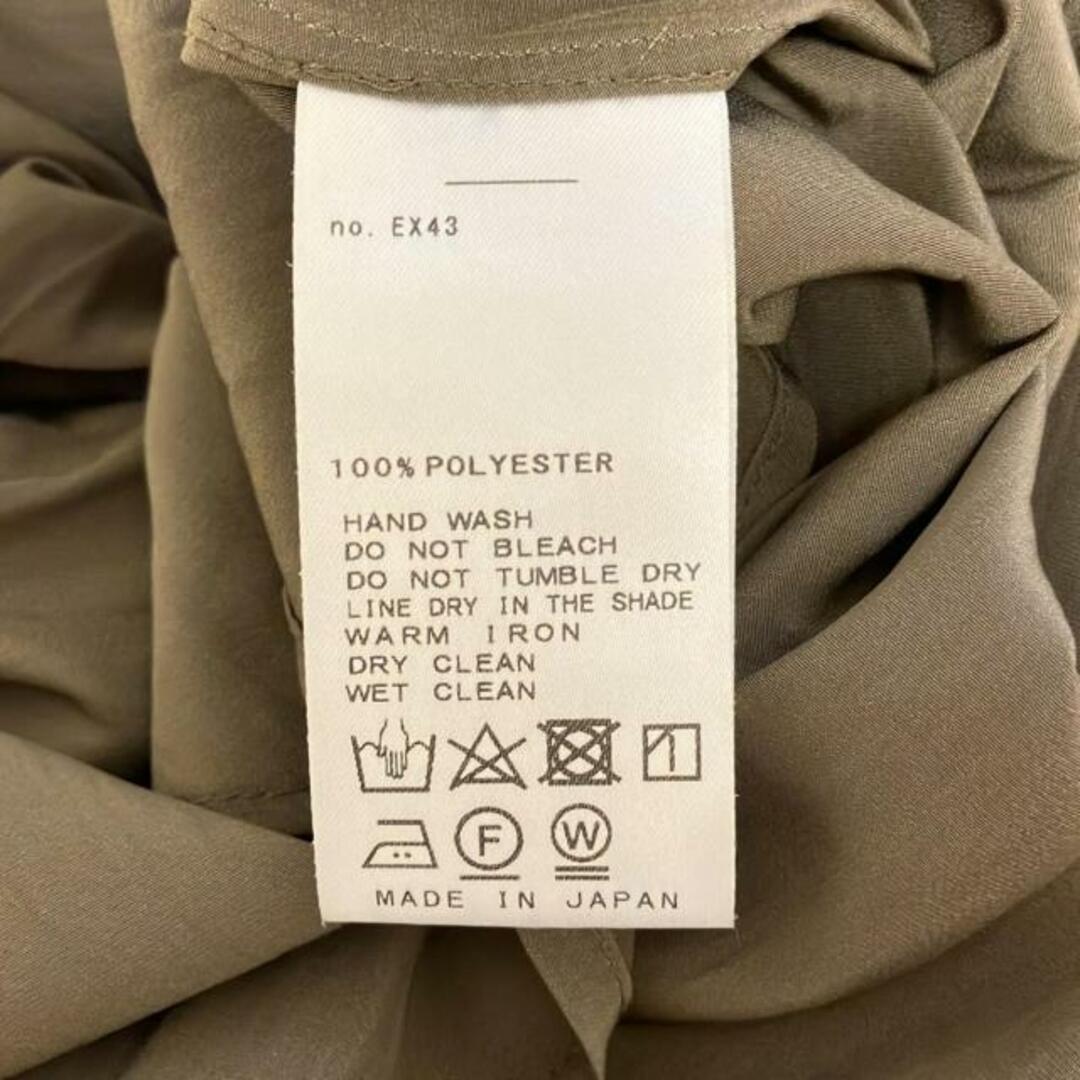 no. EX43
100% POLYESTER
HAND WASH
DO NOT BLEACH
DO NOT TUMBLE DRY
LINE DRY IN THE SHADE
WARM IRON
DRY CLEAN
WET CLEAN
F W
MADE IN JAPAN